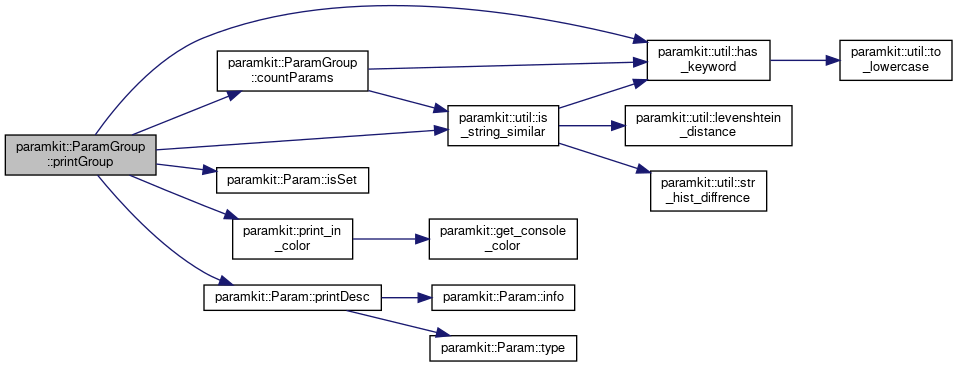 paramkit::ParamGroup
::printGroup
paramkit::ParamGroup
::countParams
paramkit::util::has
_keyword
paramkit::util::to
_lowercase
paramkit::util::is
_string_similar
paramkit::util::levenshtein
_distance
paramkit::util::str
_hist_diffrence
paramkit::Param::isSet
paramkit::print_in
_color
paramkit::get_console
_color
paramkit::Param::printDesc
paramkit::Param::info
paramkit::Param::type